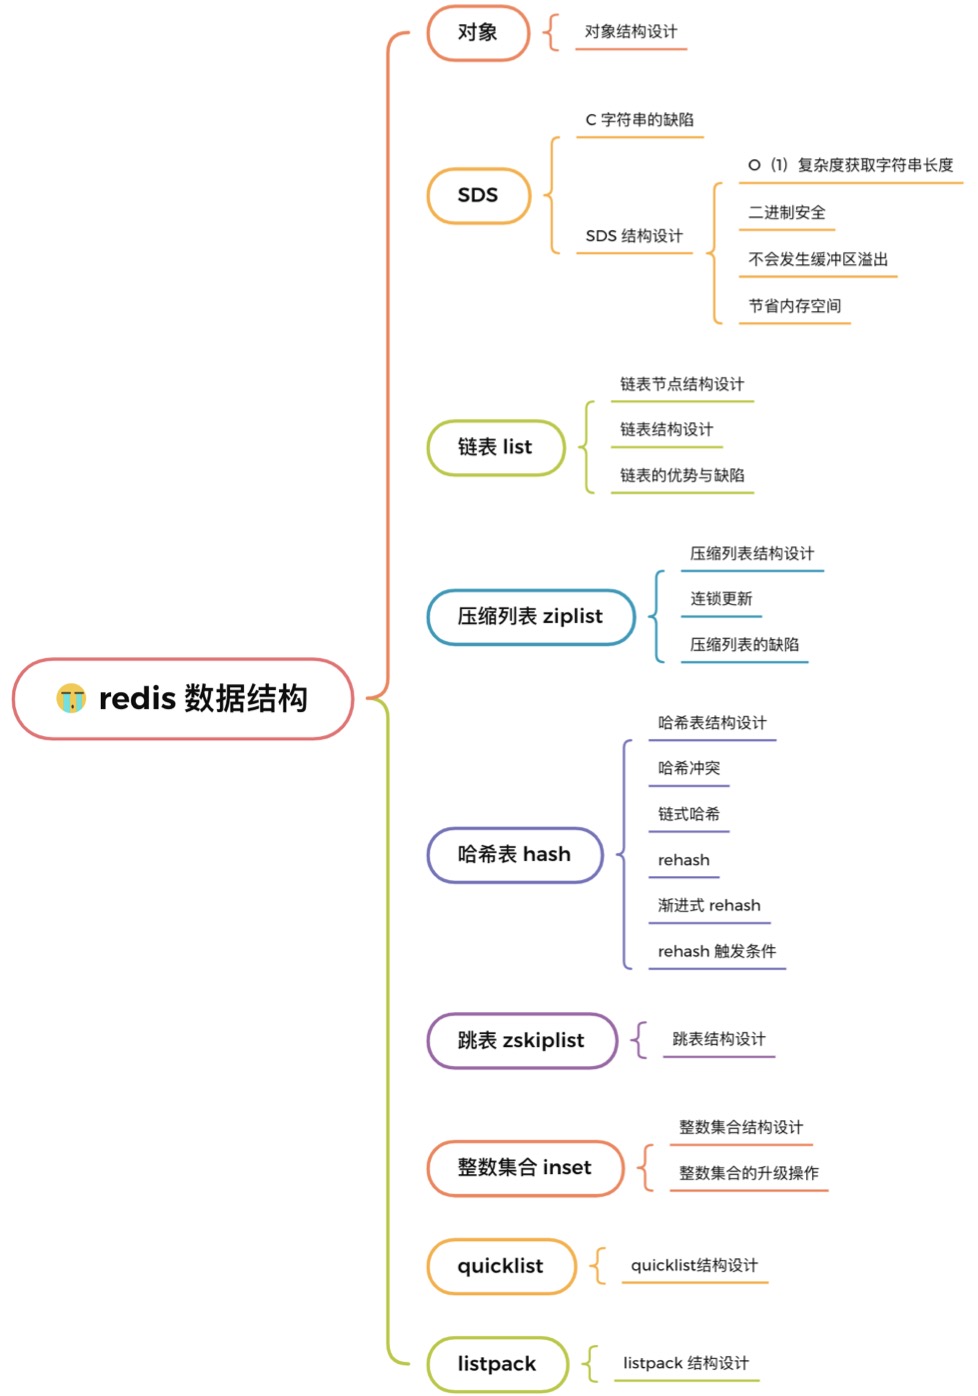 redis 数据结构
对象
对象结构设计
SDS
C 字符串的缺陷
SDS 结构设计
O（1）复杂度获取字符串长度
二进制安全
不会发生缓冲区溢出
节省内存空间
链表 list
链表节点结构设计
链表结构设计
链表的优势与缺陷
压缩列表 ziplist
压缩列表结构设计
连锁更新
压缩列表的缺陷
哈希表 hash
哈希表结构设计
哈希冲突
链式哈希
rehash
渐进式 rehash
rehash 触发条件
跳表 zskiplist
跳表结构设计
整数集合 inset
整数集合结构设计
整数集合的升级操作
quicklist
quicklist结构设计
listpack
listpack 结构设计